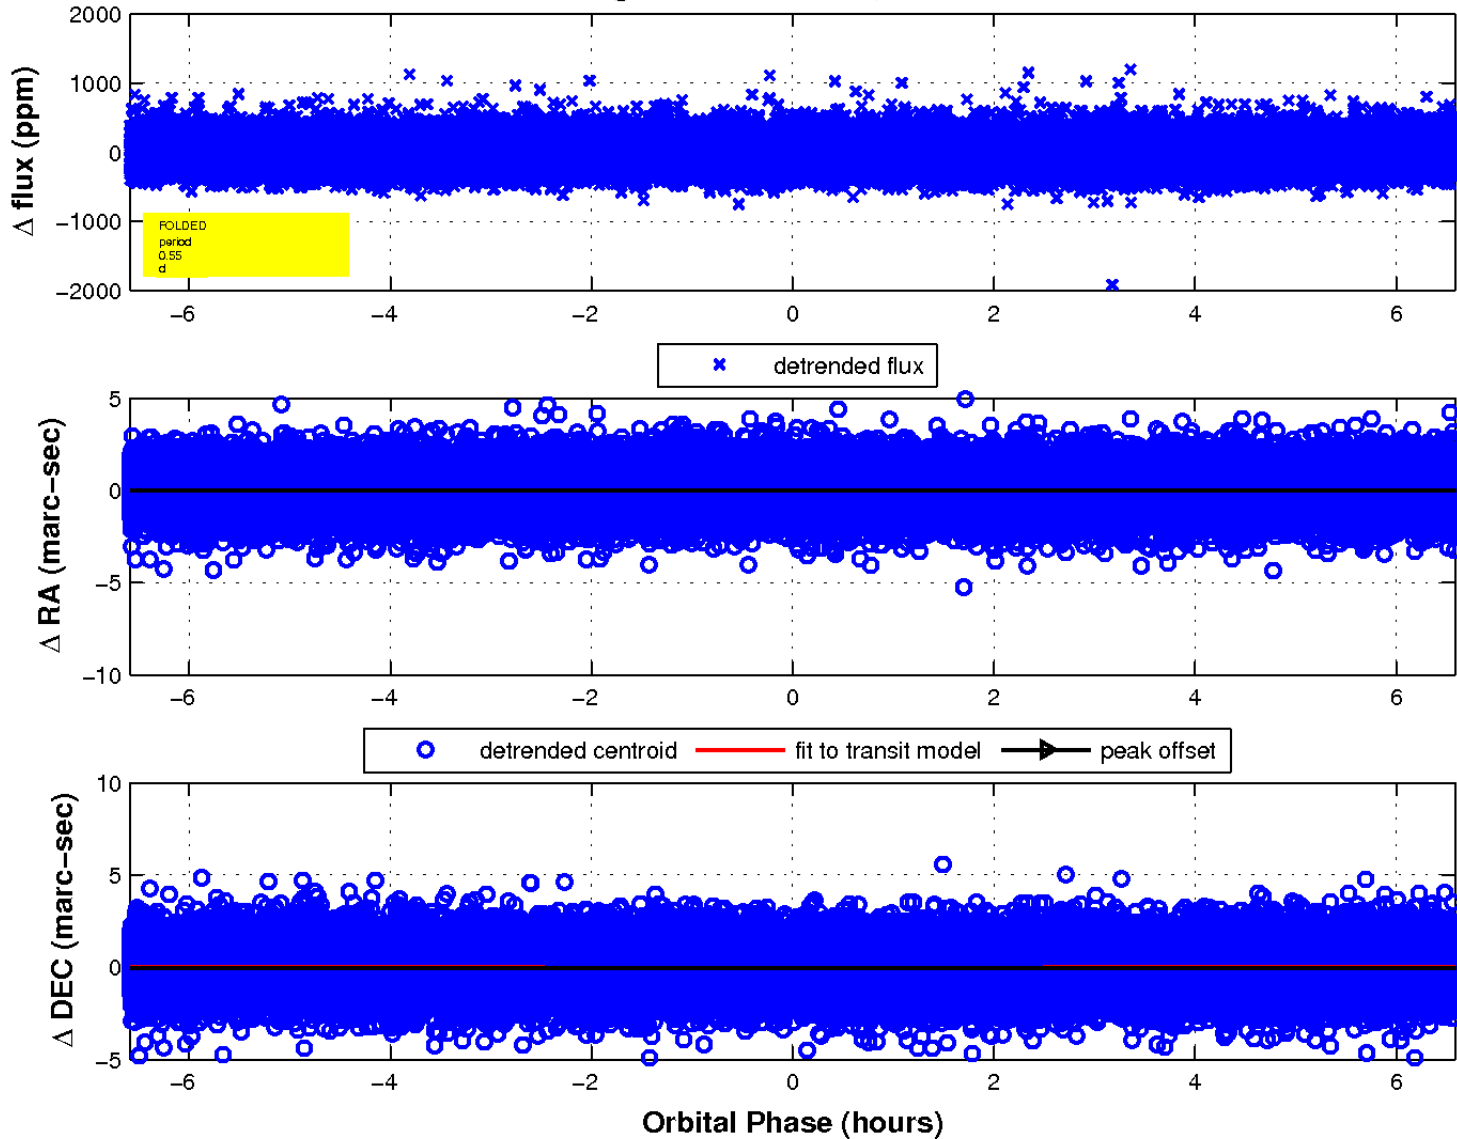 2000
1000
0
−1000
−2000
Δ flux (ppm)
FOLDED
period
0.55
d
−6 −4 −2 0 2 4 6
detrended flux
5
0
−5
−10
Δ RA (marc−sec)
−6 −4 −2 0 2 4 6
detrended centroid fit to transit model peak offset
10
5
0
−5
Δ DEC (marc−sec)
−6 −4 −2 0 2 4 6
Orbital Phase (hours)